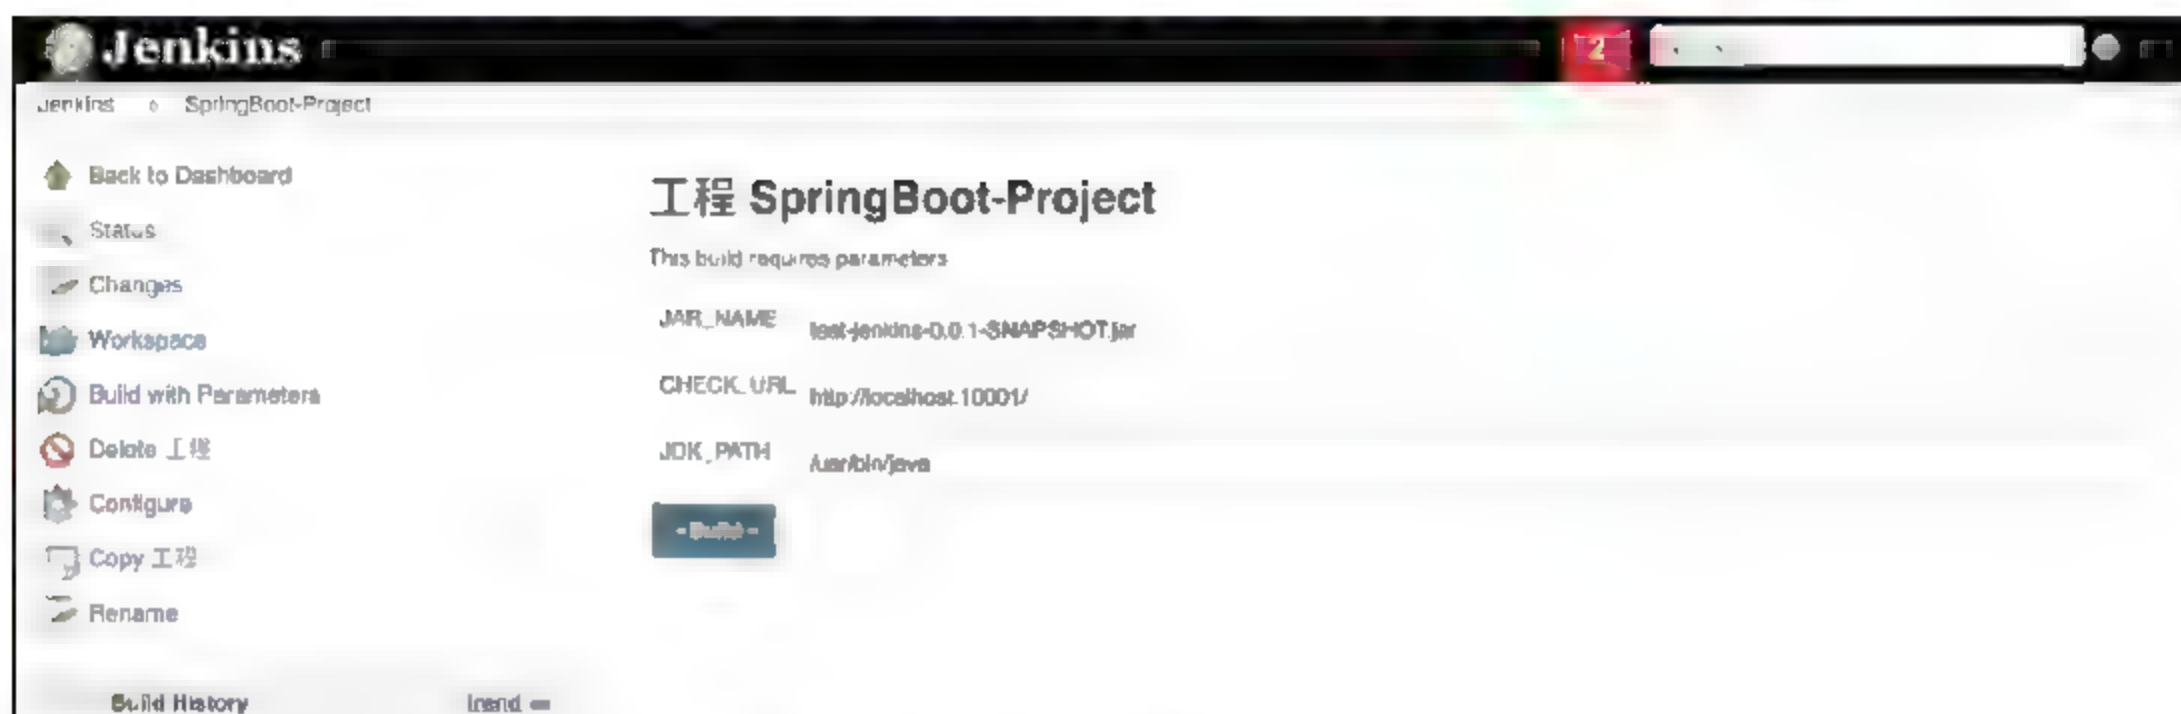 Jenkins
2
Jenkins SpringBoot-Project
Back to Dashboard
Status
Changes
Workspace
Build with Parameters
Delete 工程
Configure
Copy 工程
Rename
Build History trend
工程 SpringBoot-Project
This build requires parameters
JAR_NAME
test-jenkins-0.0.1-SNAPSHOT.jar
CHECK_URL
http://localhost:10001/
JDK_PATH
/usr/bin/java
Build